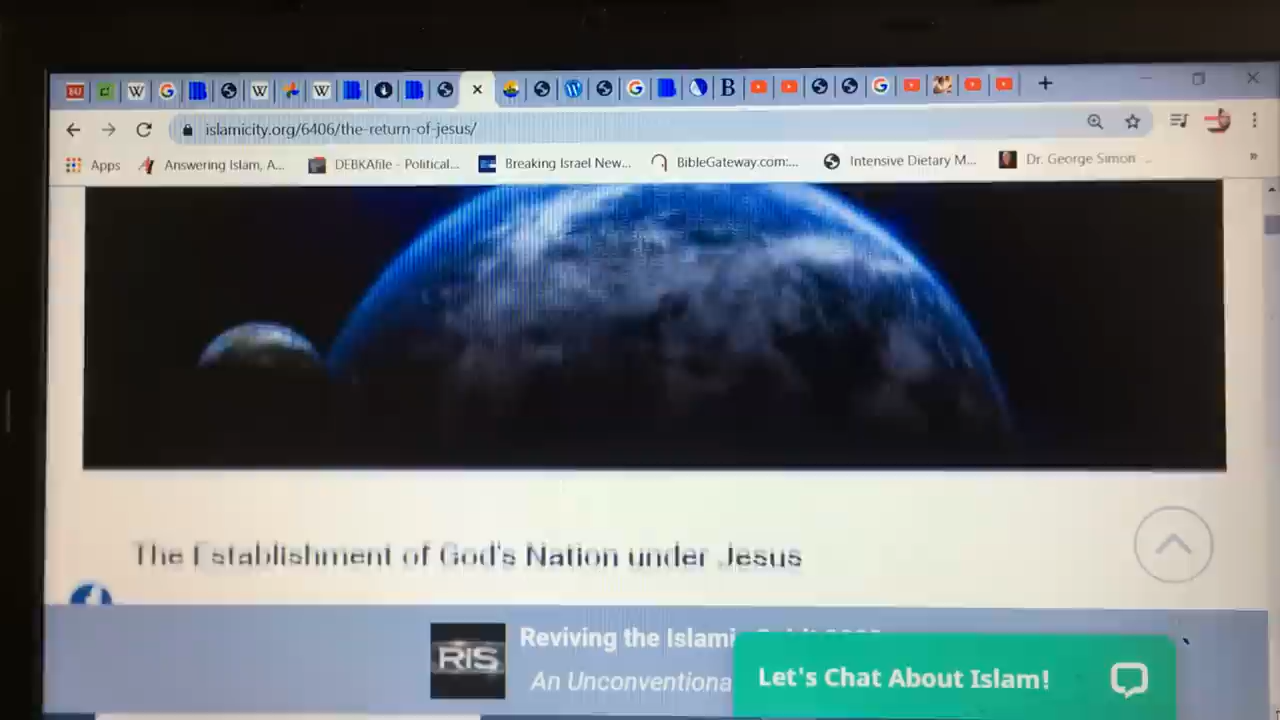 islamicity.org/6406/the-return-of-jesus/
Apps Answering Islam, A... DEBKAfile - Political... Breaking Israel New... BibleGateway.com:... Intensive Dietary M... Dr. George Simon
The Establishment of God's Nation under Jesus
RIS
Reviving the Islami
An Unconventiona
Let's Chat About Islam!